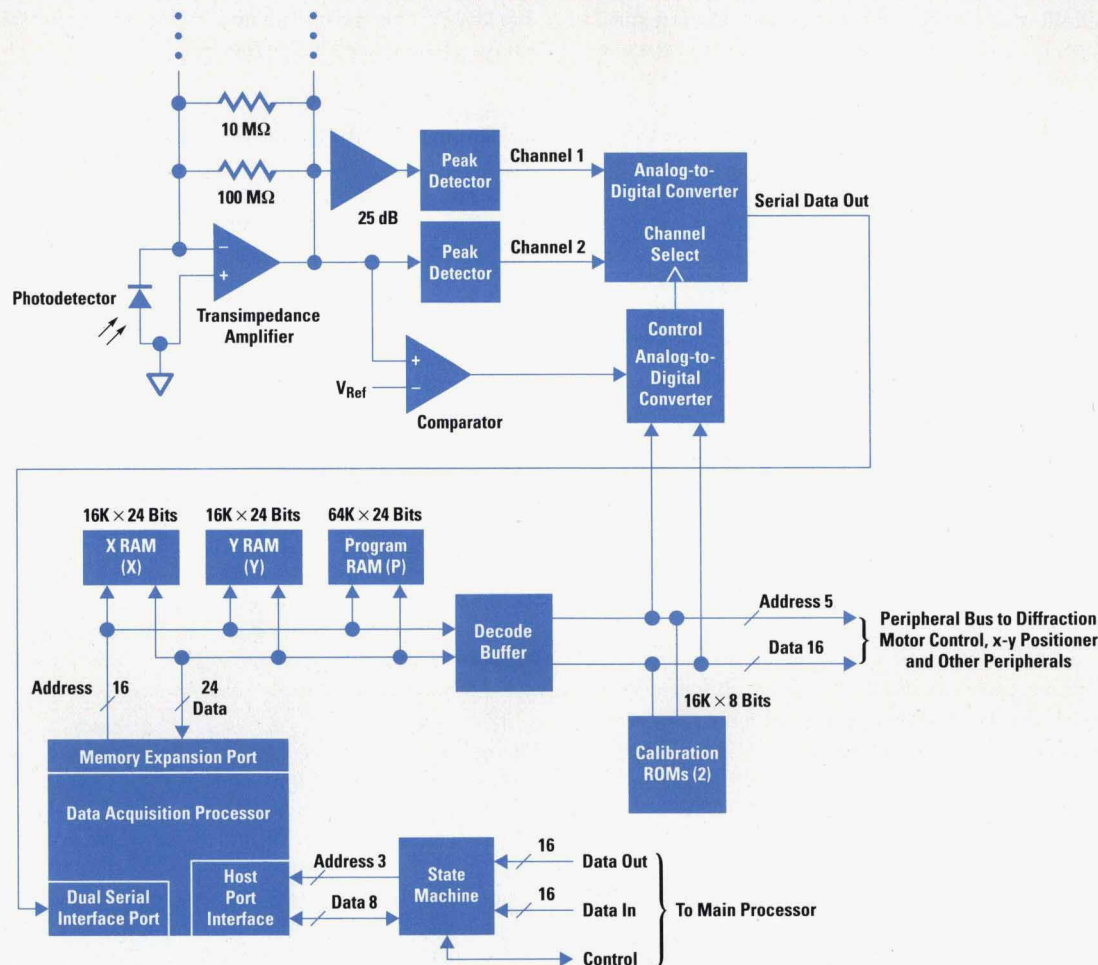 10 MΩ
100 MΩ
25 dB
Peak
Detector
Channel 1
Analog-to-
Digital Converter
Channel
Select
Serial Data Out
Peak
Detector
Channel 2
−
+
Photodetector
Transimpedance
Amplifier
+
−
VRef
Comparator
Control
Analog-to-
Digital
Converter
16K × 24 Bits
X RAM
(X)
16K × 24 Bits
Y RAM
(Y)
64K × 24 Bits
Program
RAM (P)
Decode
Buffer
Address 5
Data 16
Peripheral Bus to Diffraction
Motor Control, x-y Positioner
and Other Peripherals
Address 16
24
Data
16K × 8 Bits
Calibration
ROMs (2)
Memory Expansion Port
Data Acquisition Processor
Dual Serial
Interface Port
Host
Port
Interface
Address 3
Data 8
State
Machine
16 Data Out
16 Data In
Control
To Main Processor